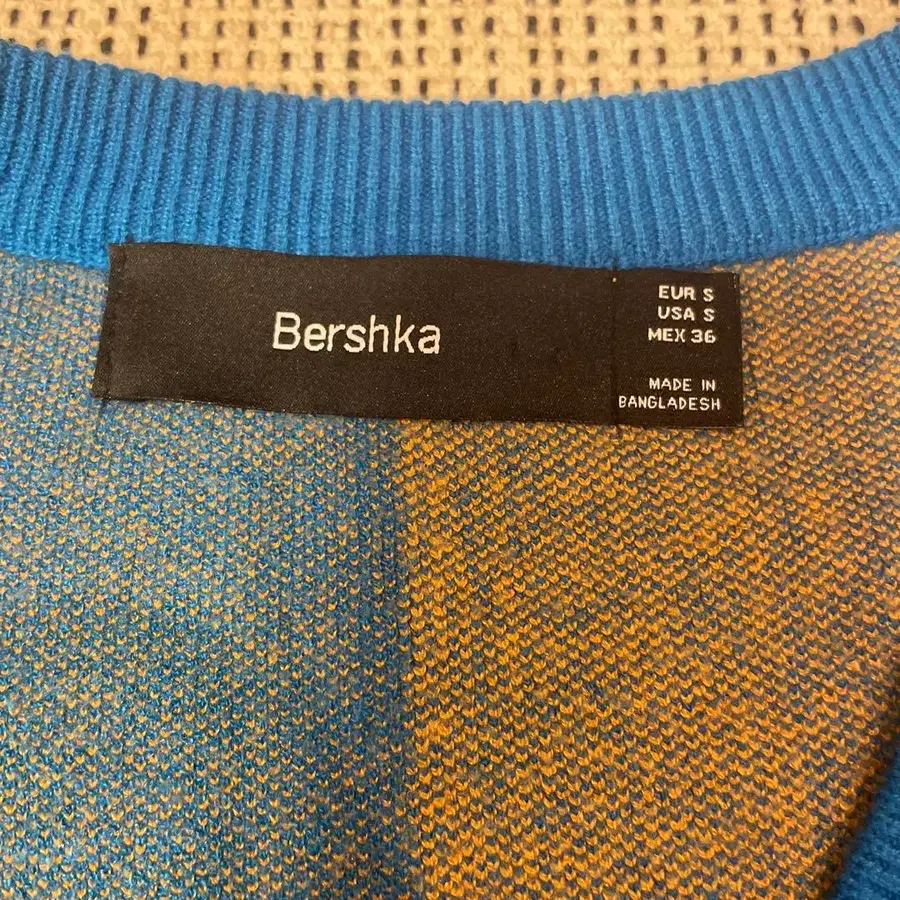 Bershka
EUR S
USA S
MEX 36
MADE IN
BANGLADESH